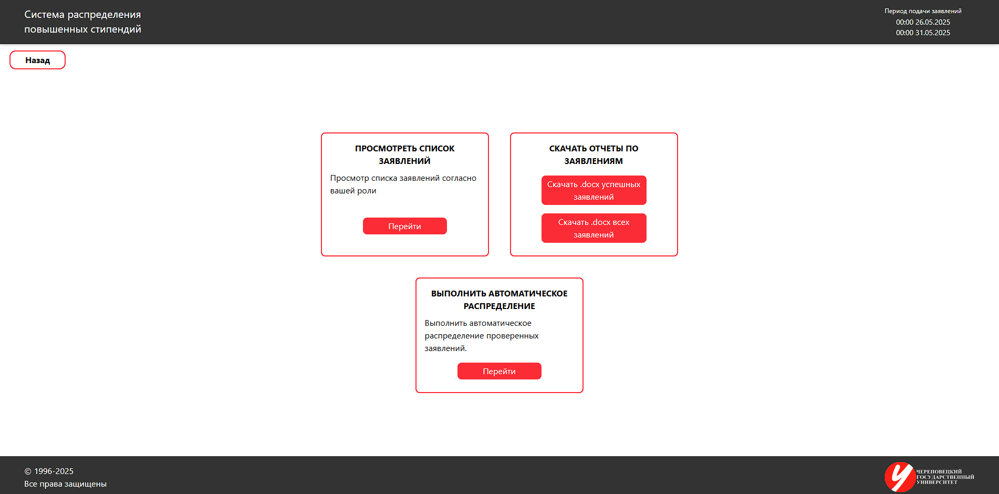 Система распределения
повышенных стипендий
Период подачи заявлений
00:00 26.05.2025
00:00 31.05.2025
Назад
ПРОСМОТРЕТЬ СПИСОК
ЗАЯВЛЕНИЙ
Просмотр списка заявлений согласно
вашей роли
Перейти
СКАЧАТЬ ОТЧЕТЫ ПО
ЗАЯВЛЕНИЯМ
Скачать .docx успешных
заявлений
Скачать .docx всех
заявлений
ВЫПОЛНИТЬ АВТОМАТИЧЕСКОЕ
РАСПРЕДЕЛЕНИЕ
Выполнить автоматическое
распределение проверенных
заявлений.
Перейти
© 1996-2025
Все права защищены
ЧЕРЕПОВЕЦКИЙ
ГОСУДАРСТВЕННЫЙ
УНИВЕРСИТЕТ